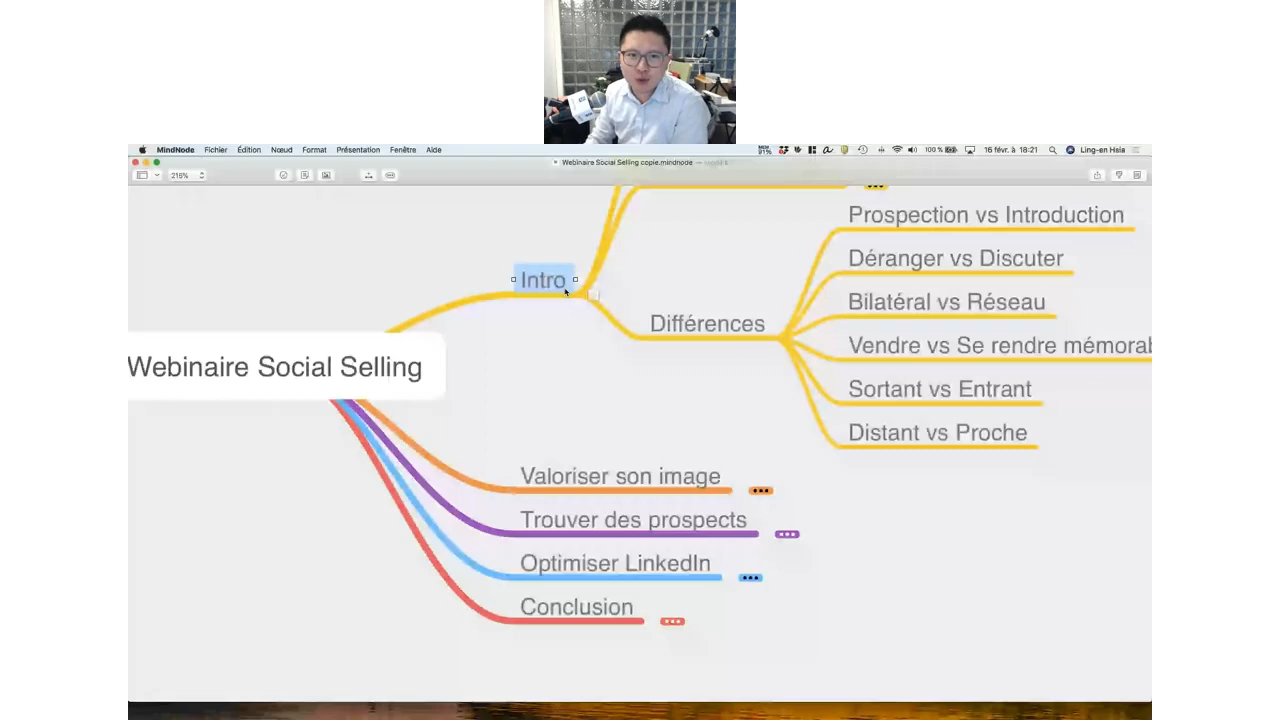 MindNode Fichier Édition Nœud Format Présentation Fenêtre Aide 100 % 16 févr. à 18:21 Ling-en Hsia
Webinaire Social Selling copie.mindnode
215%
Prospection vs Introduction
Intro
Déranger vs Discuter
Bilatéral vs Réseau
Différences
Vendre vs Se rendre mémorab
Webinaire Social Selling
Sortant vs Entrant
Distant vs Proche
Valoriser son image
Trouver des prospects
Optimiser LinkedIn
Conclusion